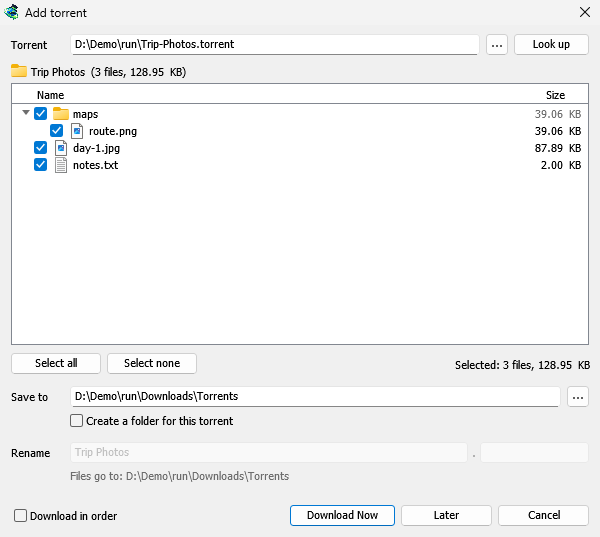 Add torrent
Torrent D:\Demo\run\Trip-Photos.torrent ... Look up
Trip Photos (3 files, 128.95 KB)
Name Size
maps 39.06 KB
route.png 39.06 KB
day-1.jpg 87.89 KB
notes.txt 2.00 KB
Select all Select none Selected: 3 files, 128.95 KB
Save to D:\Demo\run\Downloads\Torrents ...
Create a folder for this torrent
Rename Trip Photos .
Files go to: D:\Demo\run\Downloads\Torrents
Download in order Download Now Later Cancel